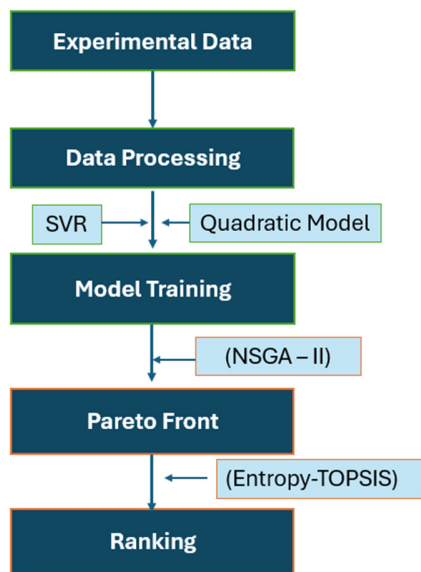 Experimental Data
Data Processing
SVR
Quadratic Model
Model Training
(NSGA – II)
Pareto Front
(Entropy-TOPSIS)
Ranking